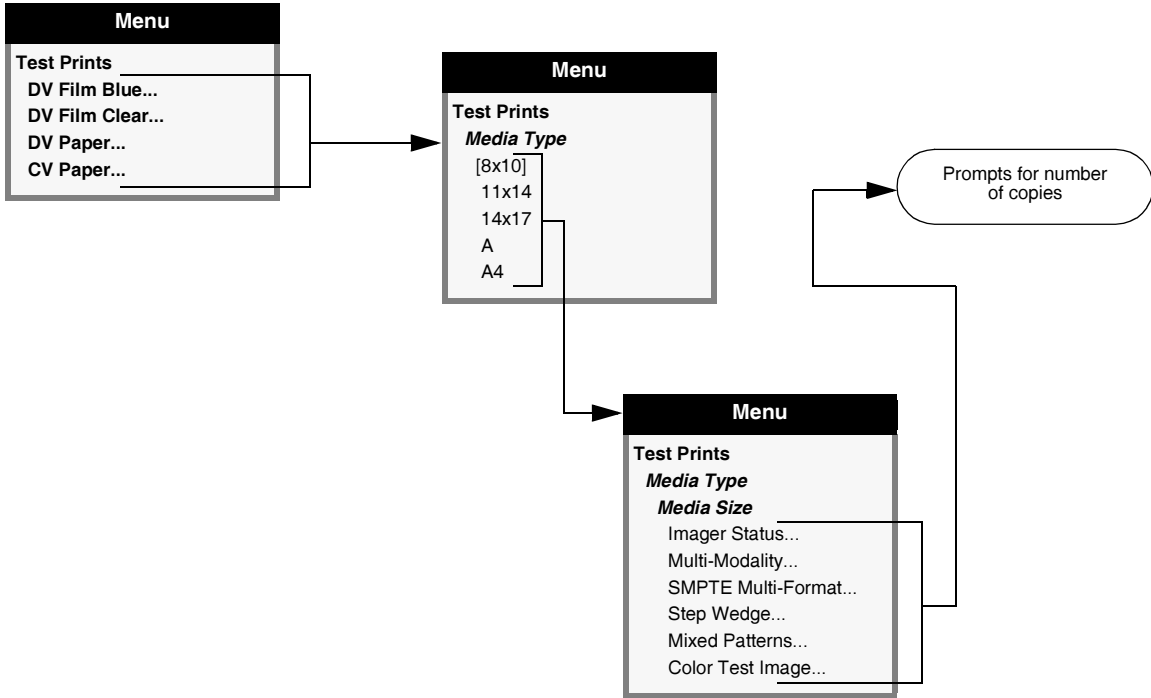 Menu
Test Prints
DV Film Blue...
DV Film Clear...
DV Paper...
CV Paper...
Menu
Test Prints
Media Type
[8x10]
11x14
14x17
A
A4
Prompts for number
of copies
Menu
Test Prints
Media Type
Media Size
Imager Status...
Multi-Modality...
SMPTE Multi-Format...
Step Wedge...
Mixed Patterns...
Color Test Image...